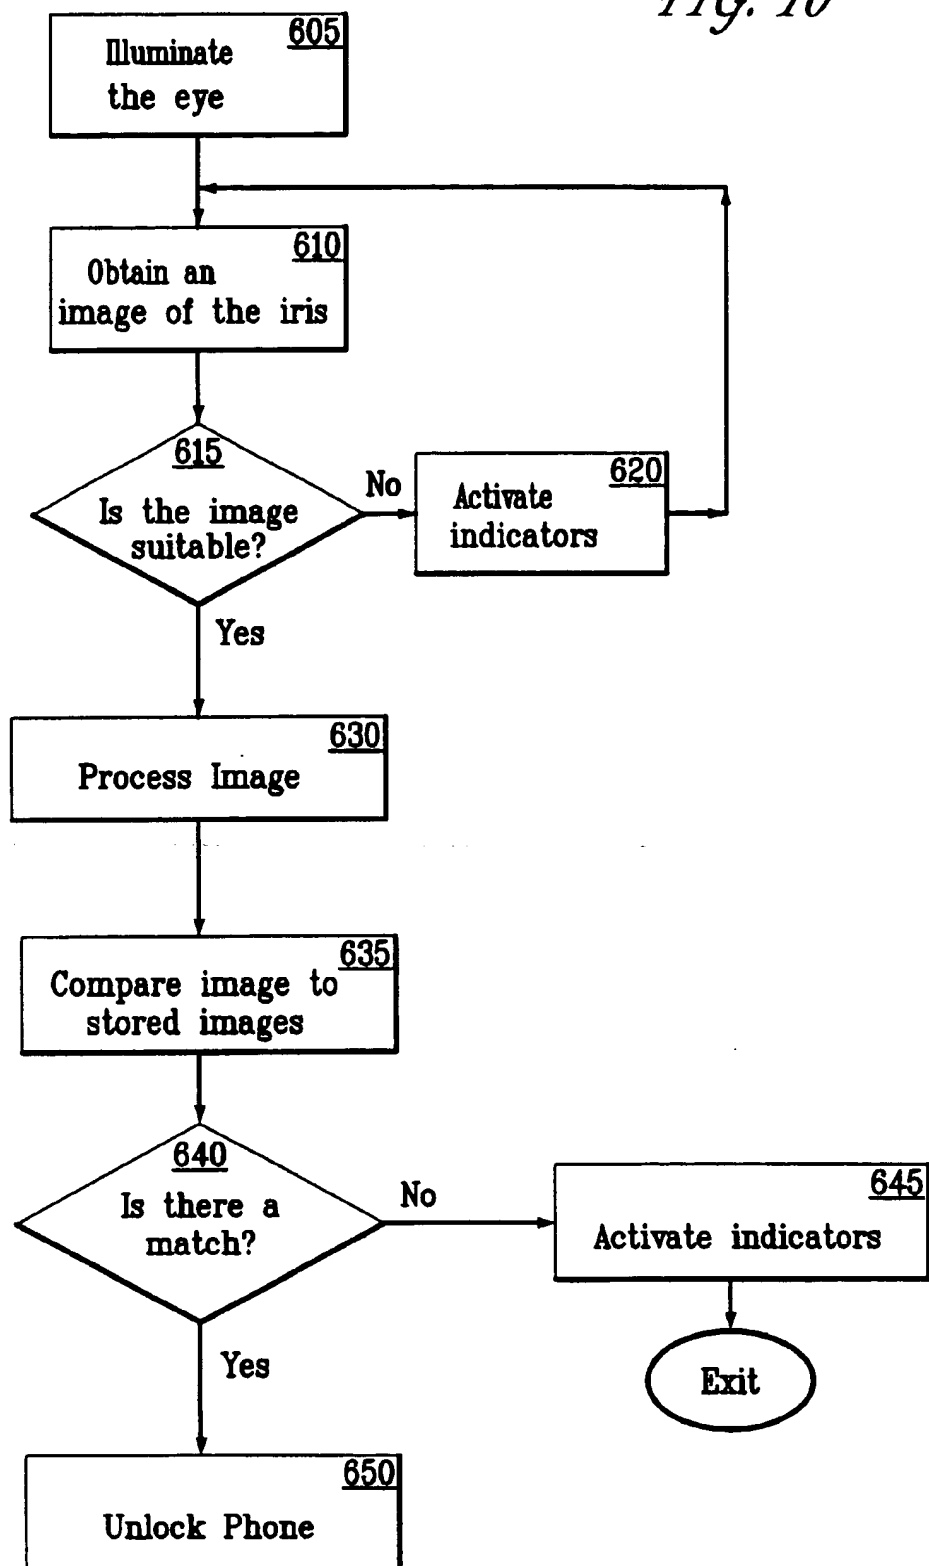 FIG. 10
605
Illuminate
the eye
610
Obtain an
image of the iris
615
Is the image
suitable?
No
620
Activate
indicators
Yes
630
Process Image
635
Compare image to
stored images
640
Is there a
match?
No
645
Activate indicators
Yes
Exit
650
Unlock Phone